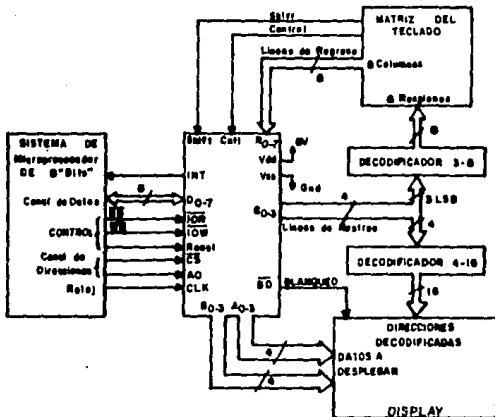 Shift
Control
Lineas de Regreso
8
MATRIZ DEL
TECLADO
8 Columnas
8 Renglones
8
DECODIFICADOR 3-8
3 LSB
4
DECODIFICADOR 4-16
16
DIRECCIONES
DECODIFICADAS
DATOS A
DESPLEGAR
DISPLAY
Shift Cntl R0-7
5V
Vdd
Vss
Gnd
S0-3
4
Lineas de Rastreo
BD BLANQUEO
SISTEMA DE
Microprocesador
DE 8 "Bits"
Canal de Datos
CONTROL
Canal de
Direcciones
Reloj
INT
8
D0-7
IOR
IOW
Reset
CS
AO
CLK
B0-3 A0-3
4
4